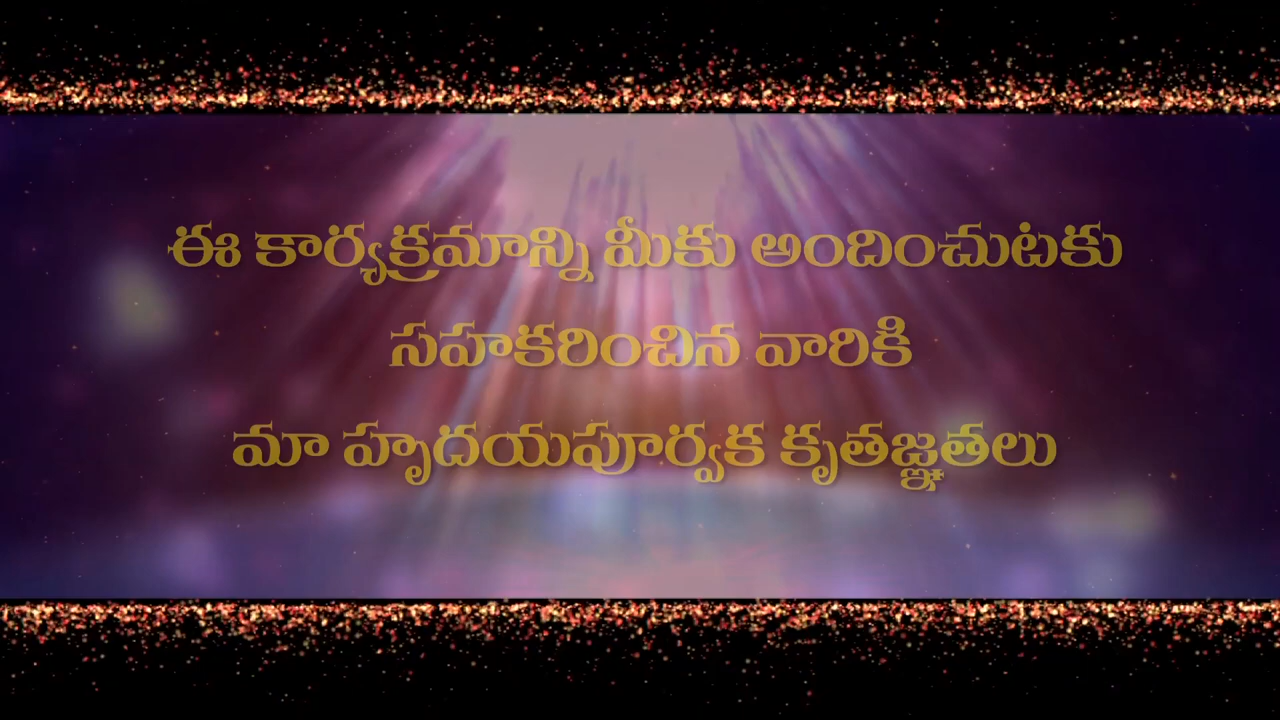 ఈ కార్యక్రమాన్ని మీకు అందించుటకు
సహకరించిన వారికి
మా హృదయపూర్వక కృతజ్ఞతలు